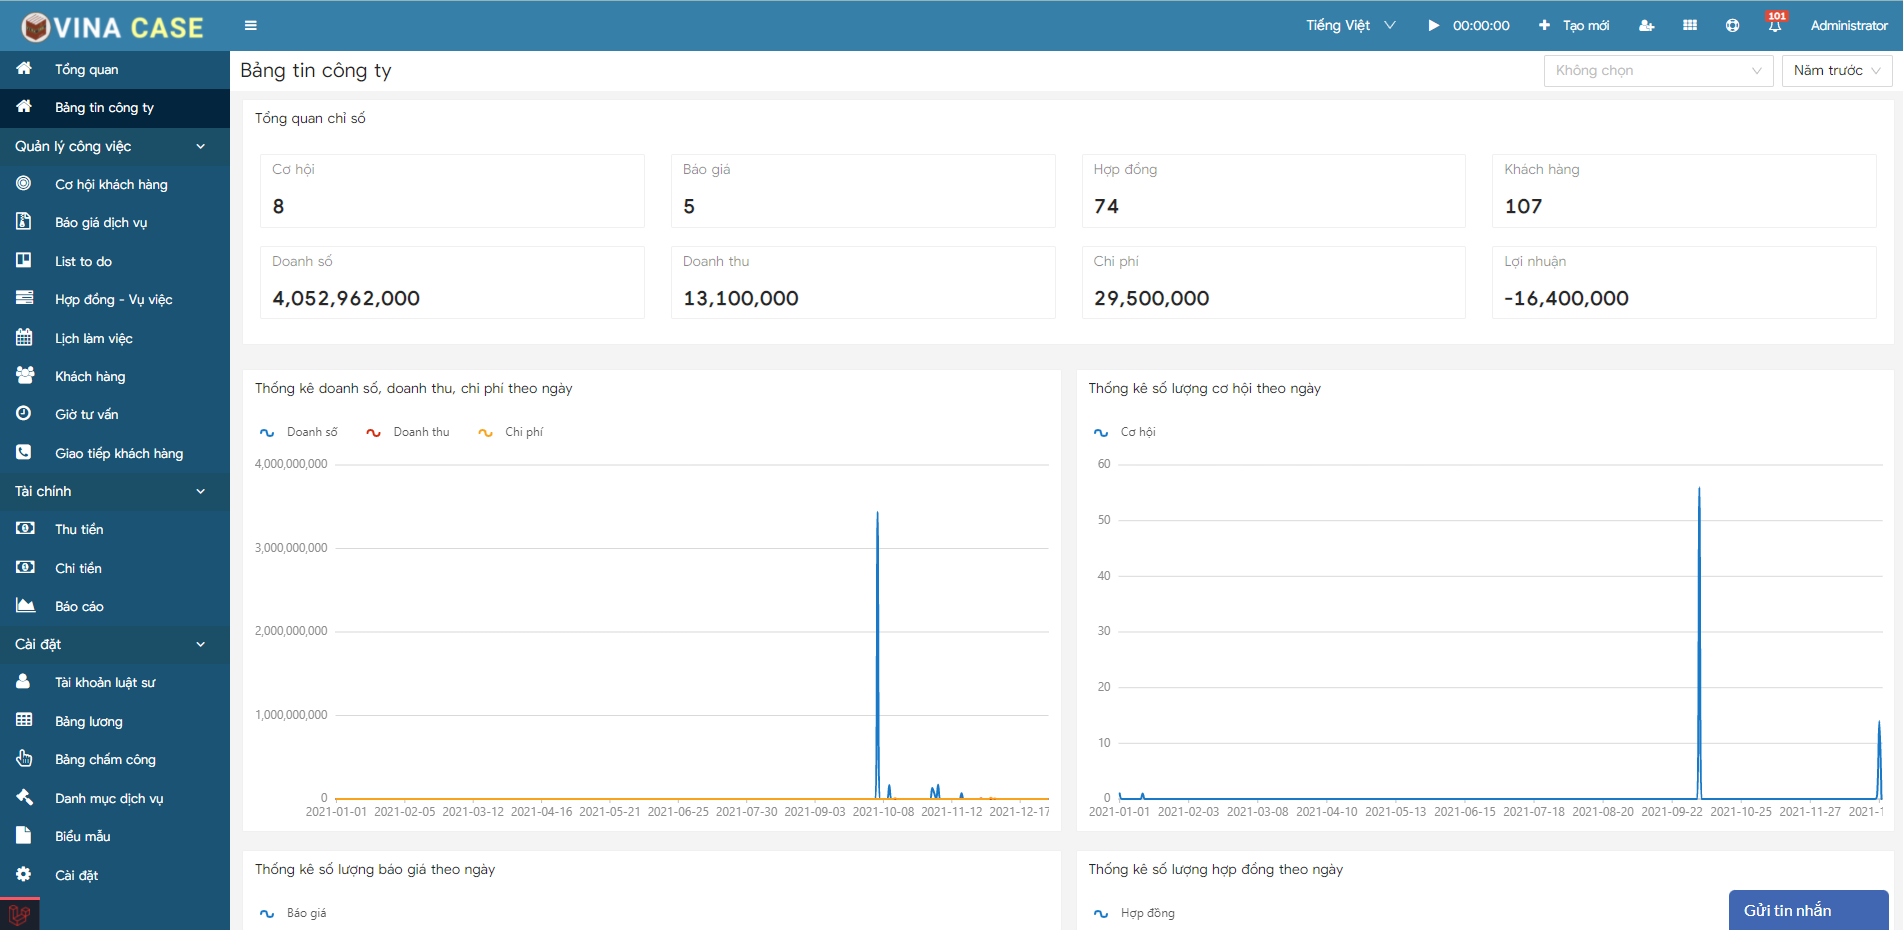 VINA CASE
Tiếng Việt
00:00:00
Tạo mới
101
Administrator
Tổng quan
Bảng tin công ty
Quản lý công việc
Cơ hội khách hàng
Báo giá dịch vụ
List to do
Hợp đồng - Vụ việc
Lịch làm việc
Khách hàng
Giờ tư vấn
Giao tiếp khách hàng
Tài chính
Thu tiền
Chi tiền
Báo cáo
Cài đặt
Tài khoản luật sư
Bảng lương
Bảng chấm công
Danh mục dịch vụ
Biểu mẫu
Cài đặt
Bảng tin công ty
Không chọn
Năm trước
Tổng quan chỉ số
Cơ hội
8
Báo giá
5
Hợp đồng
74
Khách hàng
107
Doanh số
4,052,962,000
Doanh thu
13,100,000
Chi phí
29,500,000
Lợi nhuận
-16,400,000
Thống kê doanh số, doanh thu, chi phí theo ngày
Doanh số Doanh thu Chi phí
4,000,000,000
3,000,000,000
2,000,000,000
1,000,000,000
0
2021-01-01 2021-02-05 2021-03-12 2021-04-16 2021-05-21 2021-06-25 2021-07-30 2021-09-03 2021-10-08 2021-11-12 2021-12-17
Thống kê số lượng cơ hội theo ngày
Cơ hội
60
50
40
30
20
10
0
2021-01-01 2021-02-03 2021-03-08 2021-04-10 2021-05-13 2021-06-15 2021-07-18 2021-08-20 2021-09-22 2021-10-25 2021-11-27 2021-1
Thống kê số lượng báo giá theo ngày
Báo giá
Thống kê số lượng hợp đồng theo ngày
Hợp đồng
Gửi tin nhắn